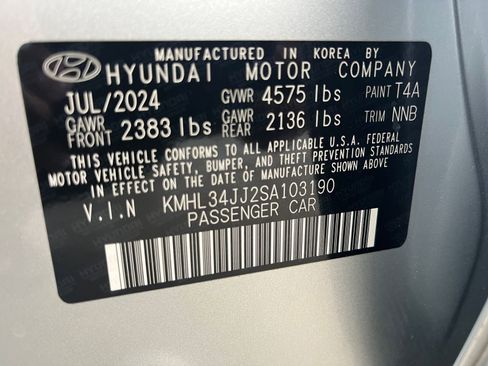 MANUFACTURED IN KOREA BY
HYUNDAI MOTOR COMPANY
JUL/2024 GVWR 4575 lbs PAINT T4A
GAWR FRONT 2383 lbs GAWR REAR 2136 lbs TRIM NNB
THIS VEHICLE CONFORMS TO ALL APPLICABLE U.S.A. FEDERAL
MOTOR VEHICLE SAFETY, BUMPER, AND THEFT PREVENTION STANDARDS
IN EFFECT ON THE DATE OF MANUFACTURE SHOWN ABOVE.
V.I.N KMHL34JJ2SA103190
PASSENGER CAR